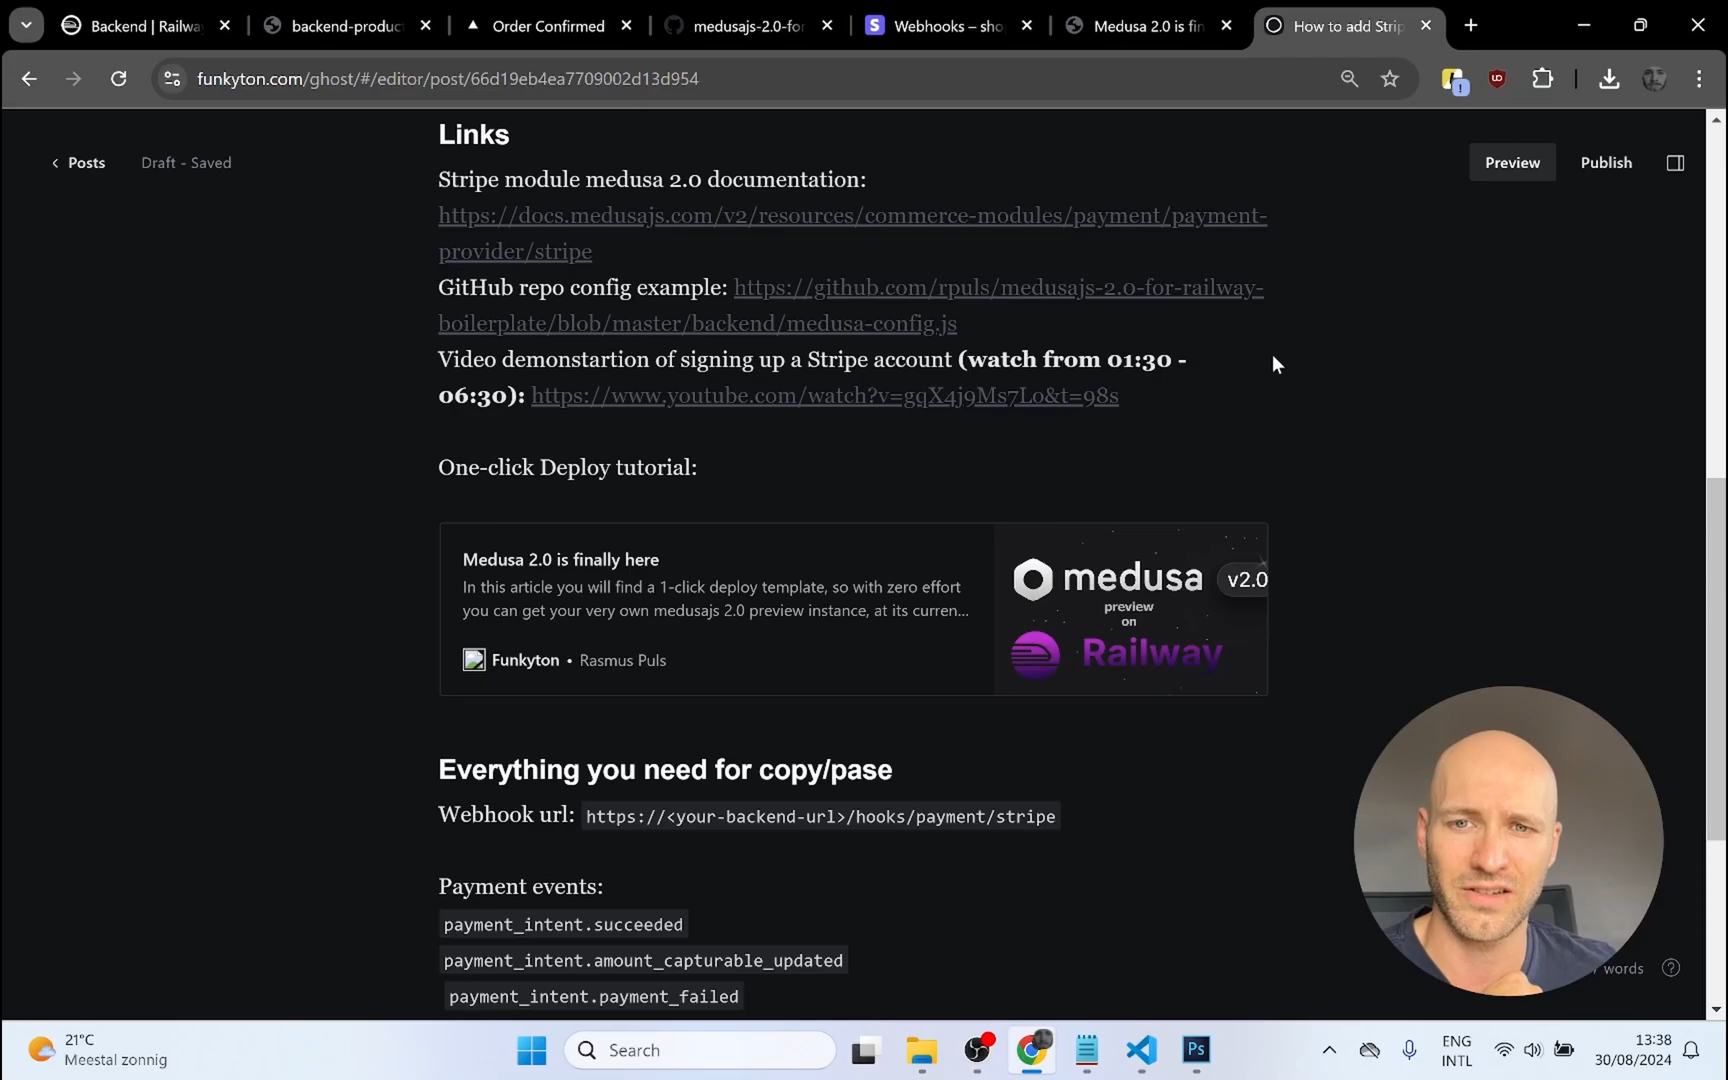 Backend | Railway
backend-product
Order Confirmed
medusajs-2.0-for
Webhooks – sho
Medusa 2.0 is fin
How to add Strip
funkyton.com/ghost/#/editor/post/66d19eb4ea7709002d13d954
Posts
Draft - Saved
Preview
Publish
Links
Stripe module medusa 2.0 documentation:
https://docs.medusajs.com/v2/resources/commerce-modules/payment/payment-
provider/stripe
GitHub repo config example: https://github.com/rpuls/medusajs-2.0-for-railway-
boilerplate/blob/master/backend/medusa-config.js
Video demonstartion of signing up a Stripe account (watch from 01:30 -
06:30): https://www.youtube.com/watch?v=gqX4j9Ms7Lo&t=98s
One-click Deploy tutorial:
Medusa 2.0 is finally here
In this article you will find a 1-click deploy template, so with zero effort
you can get your very own medusajs 2.0 preview instance, at its curren...
Funkyton • Rasmus Puls
medusa v2.0
preview
on
Railway
Everything you need for copy/pase
Webhook url: https://<your-backend-url>/hooks/payment/stripe
Payment events:
payment_intent.succeeded
payment_intent.amount_capturable_updated
payment_intent.payment_failed
words
21°C
Meestal zonnig
Search
Ps
ENG
INTL
13:38
30/08/2024